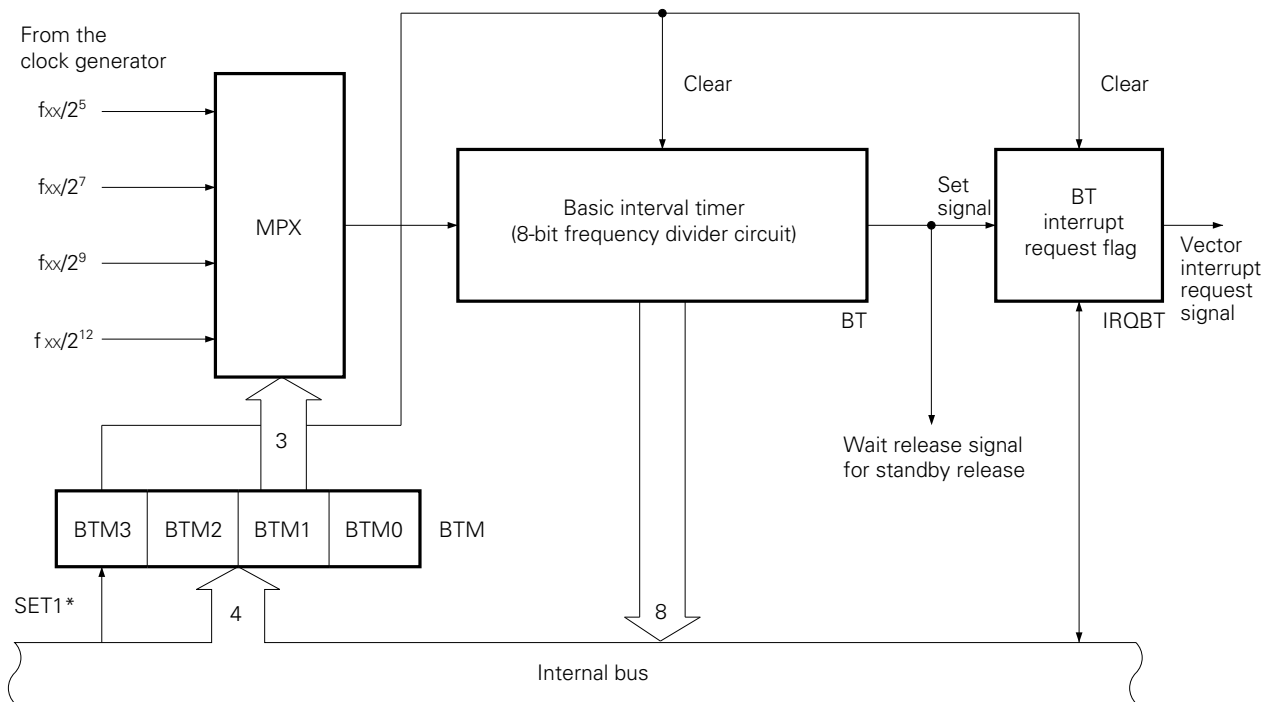 From the
clock generator
fxx/2⁵
fxx/2⁷
fxx/2⁹
fxx/2¹²
MPX
Clear
Clear
Basic interval timer
(8-bit frequency divider circuit)
BT
Set
signal
BT
interrupt
request flag
IRQBT
Vector
interrupt
request
signal
Wait release signal
for standby release
3
BTM3 BTM2 BTM1 BTM0 BTM
SET1*
4
8
Internal bus